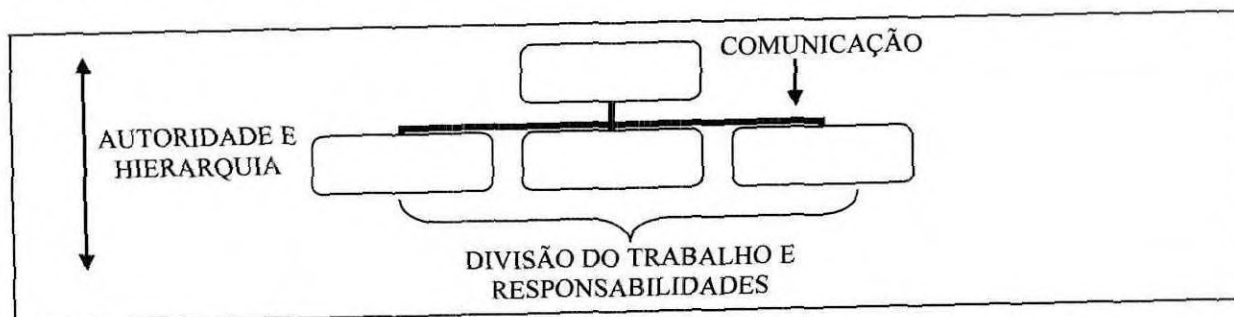 COMUNICAÇÃO
AUTORIDADE E
HIERARQUIA
DIVISÃO DO TRABALHO E
RESPONSABILIDADES